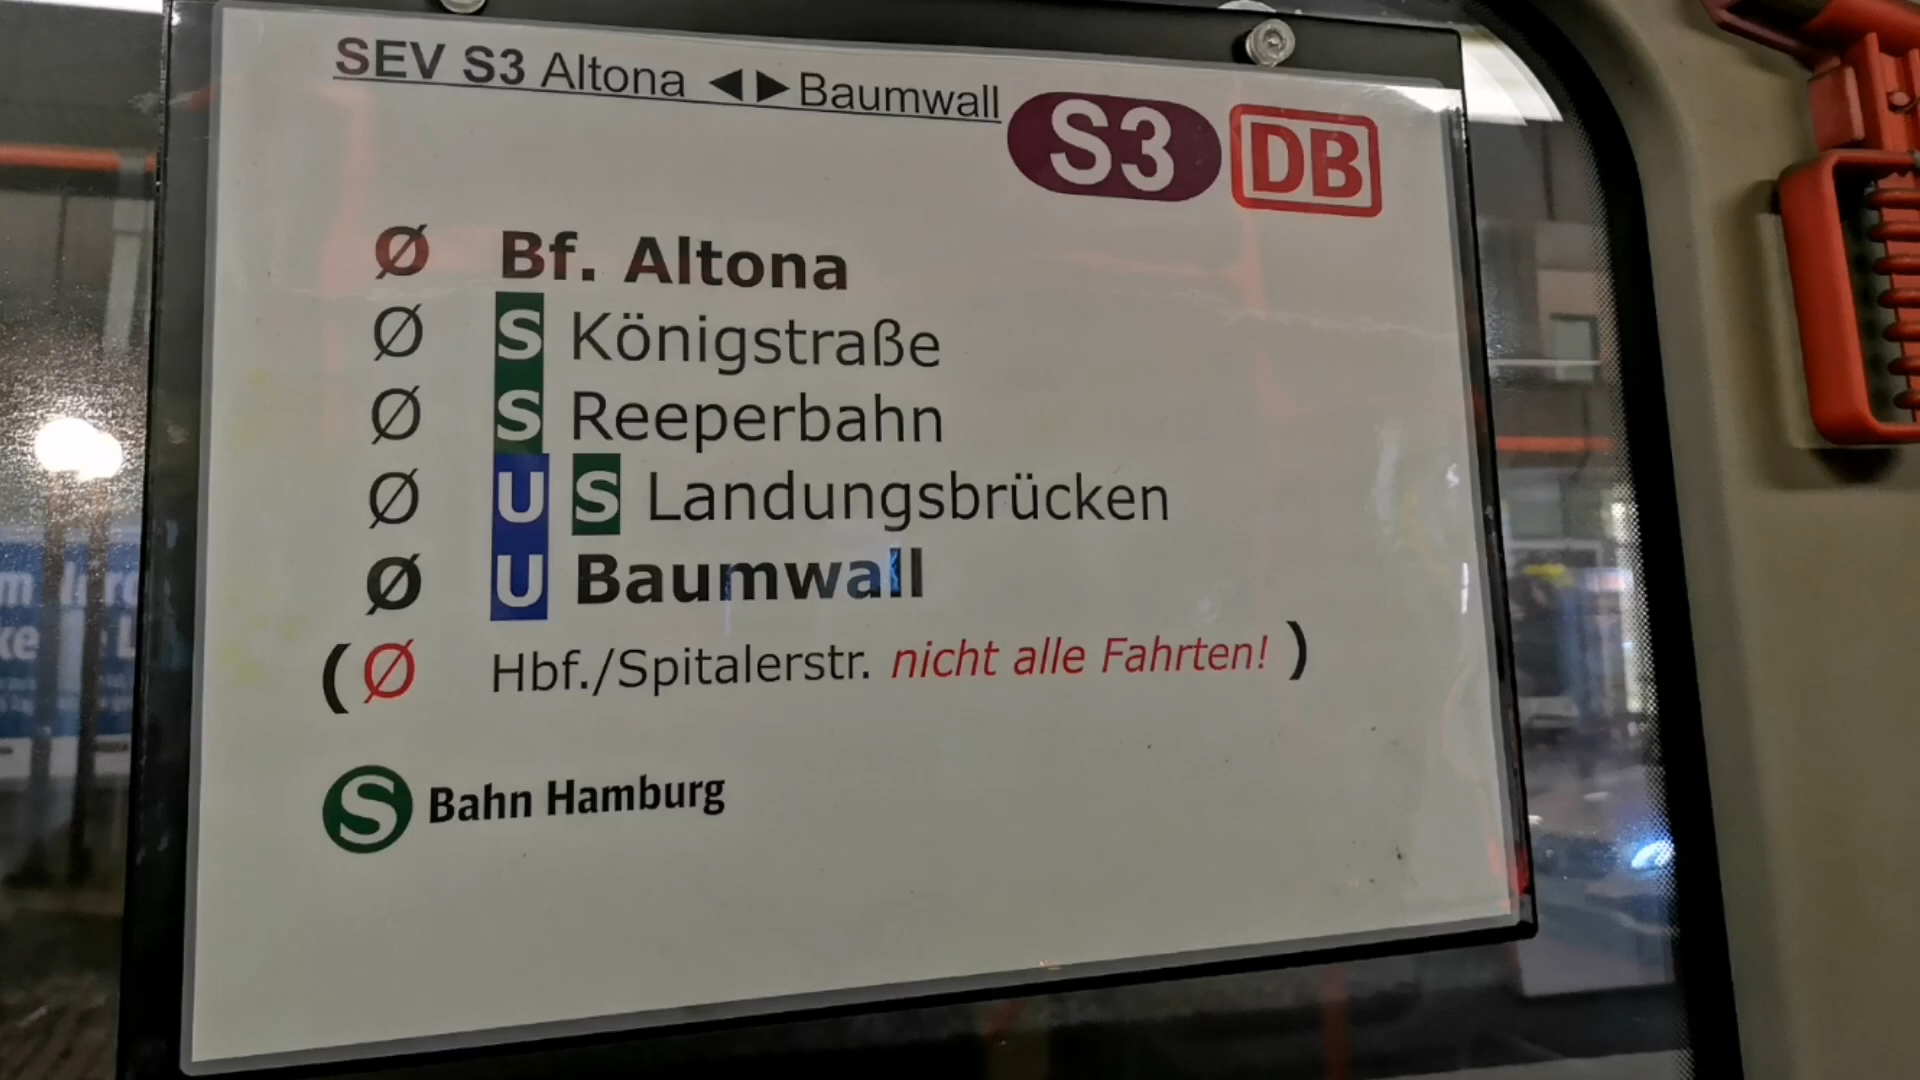 SEV S3 Altona ◀▶ Baumwall
S3 DB
Ø Bf. Altona
Ø S Königstraße
Ø S Reeperbahn
Ø U S Landungsbrücken
Ø U Baumwall
(Ø Hbf./Spitalerstr. nicht alle Fahrten! )
S Bahn Hamburg